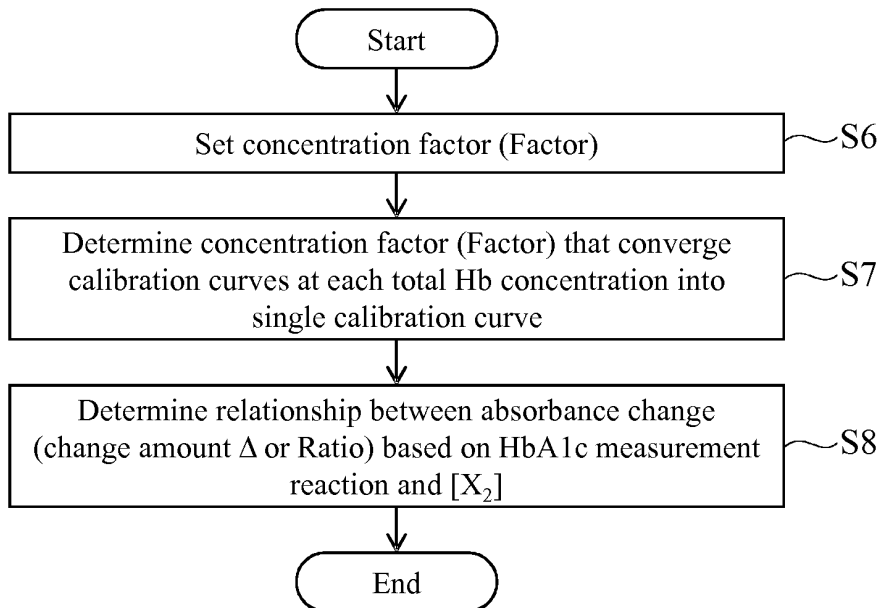 Start
Set concentration factor (Factor)
S6
Determine concentration factor (Factor) that converge
calibration curves at each total Hb concentration into
single calibration curve
S7
Determine relationship between absorbance change
(change amount Δ or Ratio) based on HbA1c measurement
reaction and [X₂]
S8
End